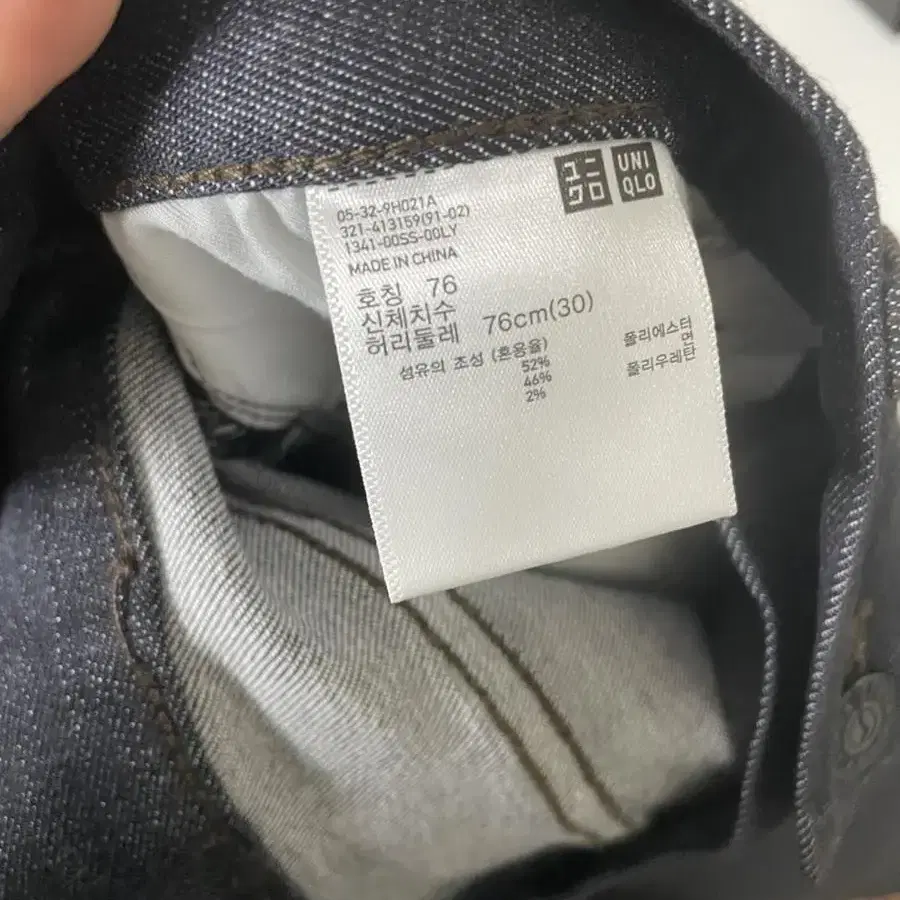 ユニ
クロ
UNI
QLO
05-32-9H021A
321-413159(91-02)
1341-00SS-00LY
MADE IN CHINA
호칭 76
신체치수
허리둘레 76cm(30)
섬유의 조성 (혼용율)
52% 폴리에스터
46% 면
2% 폴리우레탄